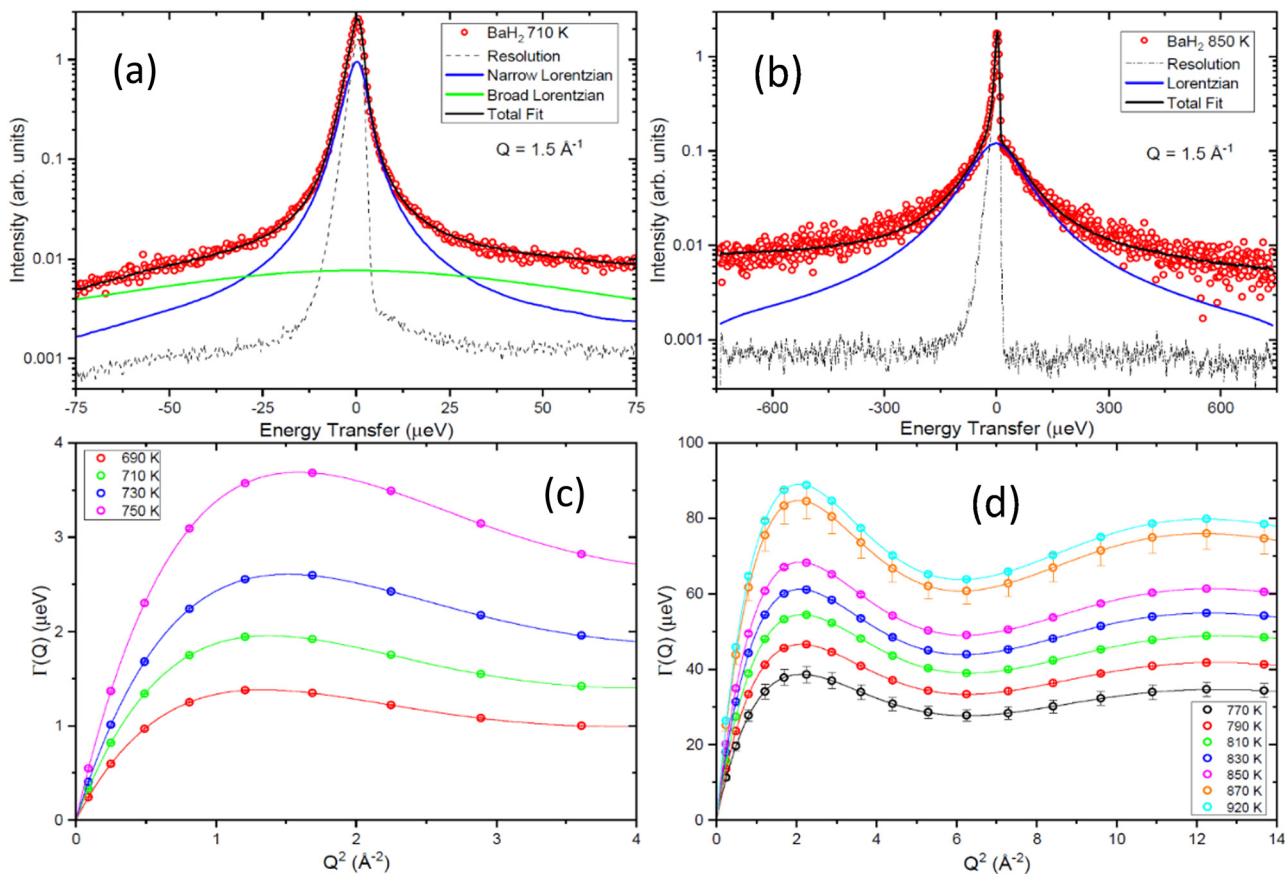 (a)
BaH₂ 710 K
Resolution
Narrow Lorentzian
Broad Lorentzian
Total Fit
Q = 1.5 Å⁻¹
Intensity (arb. units)
1
0.1
0.01
0.001
-75
-50
-25
0
25
50
75
Energy Transfer (μeV)
(b)
BaH₂ 850 K
Resolution
Lorentzian
Total Fit
Q = 1.5 Å⁻¹
Intensity (arb. units)
1
0.1
0.01
0.001
-600
-300
0
300
600
Energy Transfer (μeV)
(c)
690 K
710 K
730 K
750 K
Γ(Q) (μeV)
4
3
2
1
0
0
1
2
3
4
Q² (Å⁻²)
(d)
770 K
790 K
810 K
830 K
850 K
870 K
920 K
Γ(Q) (μeV)
100
80
60
40
20
0
0
2
4
6
8
10
12
14
Q² (Å⁻²)